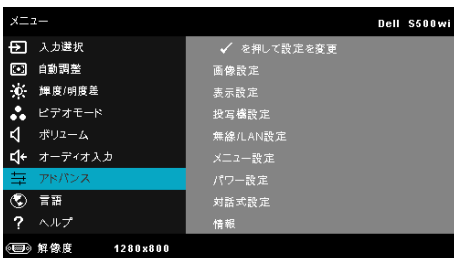 メニュー Dell S500wi
入力選択
自動調整
輝度/明度差
ビデオモード
ボリューム
オーディオ入力
アドバンス
言語
ヘルプ
✓ を押して設定を変更
画像設定
表示設定
投写機設定
無線/LAN設定
メニュー設定
パワー設定
対話式設定
情報
解像度 1280x800